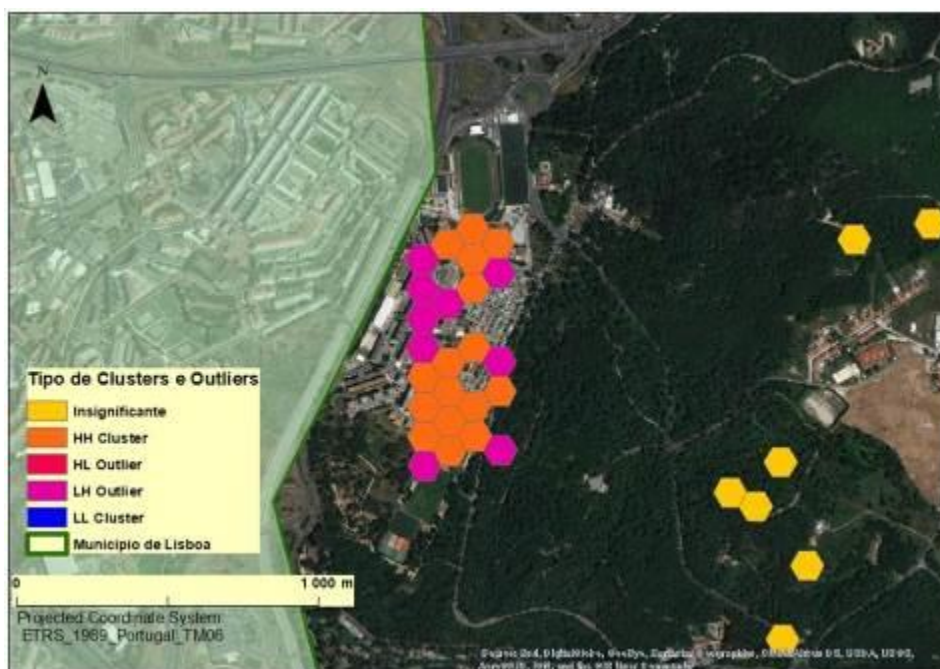 N
Tipo de Clusters e Outliers
Insignificante
HH Cluster
HL Outlier
LH Outlier
LL Cluster
Município de Lisboa
0 1 000 m
Projected Coordinate System:
ETRS_1989_Portugal_TM06